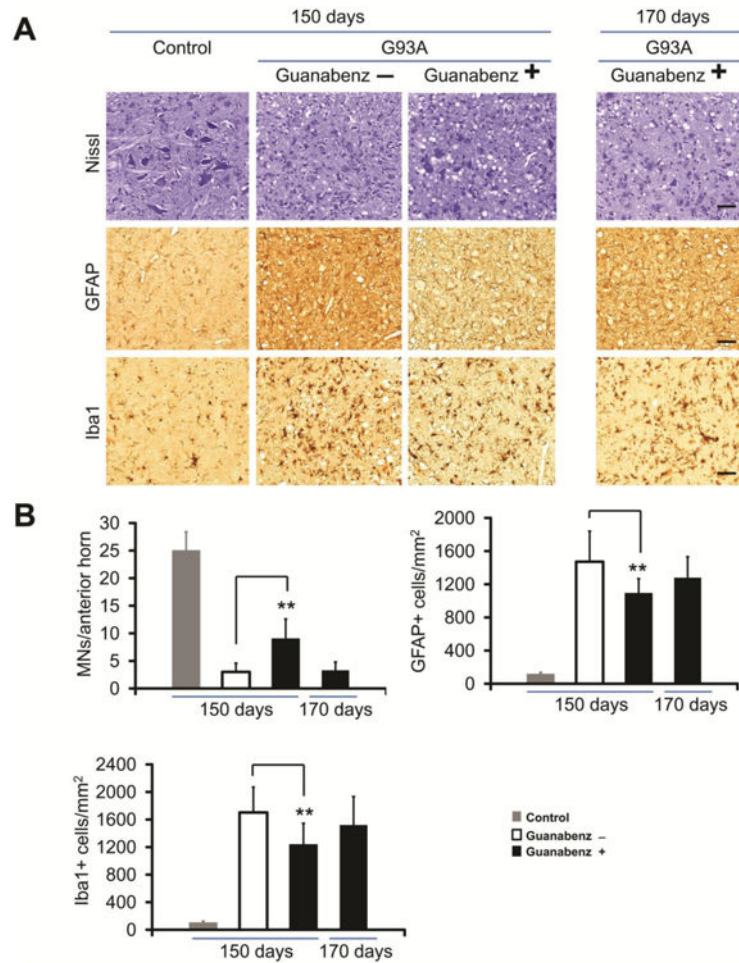 A
150 days
170 days
Control
G93A
G93A
Guanabenz −
Guanabenz +
Guanabenz +
Nissl
GFAP
Iba1
B
MNs/anterior horn
30
25
20
15
10
5
0
**
150 days
170 days
GFAP+ cells/mm²
2000
1600
1200
800
400
0
**
150 days
170 days
Iba1+ cells/mm²
2400
2000
1600
1200
800
400
0
**
150 days
170 days
Control
Guanabenz −
Guanabenz +